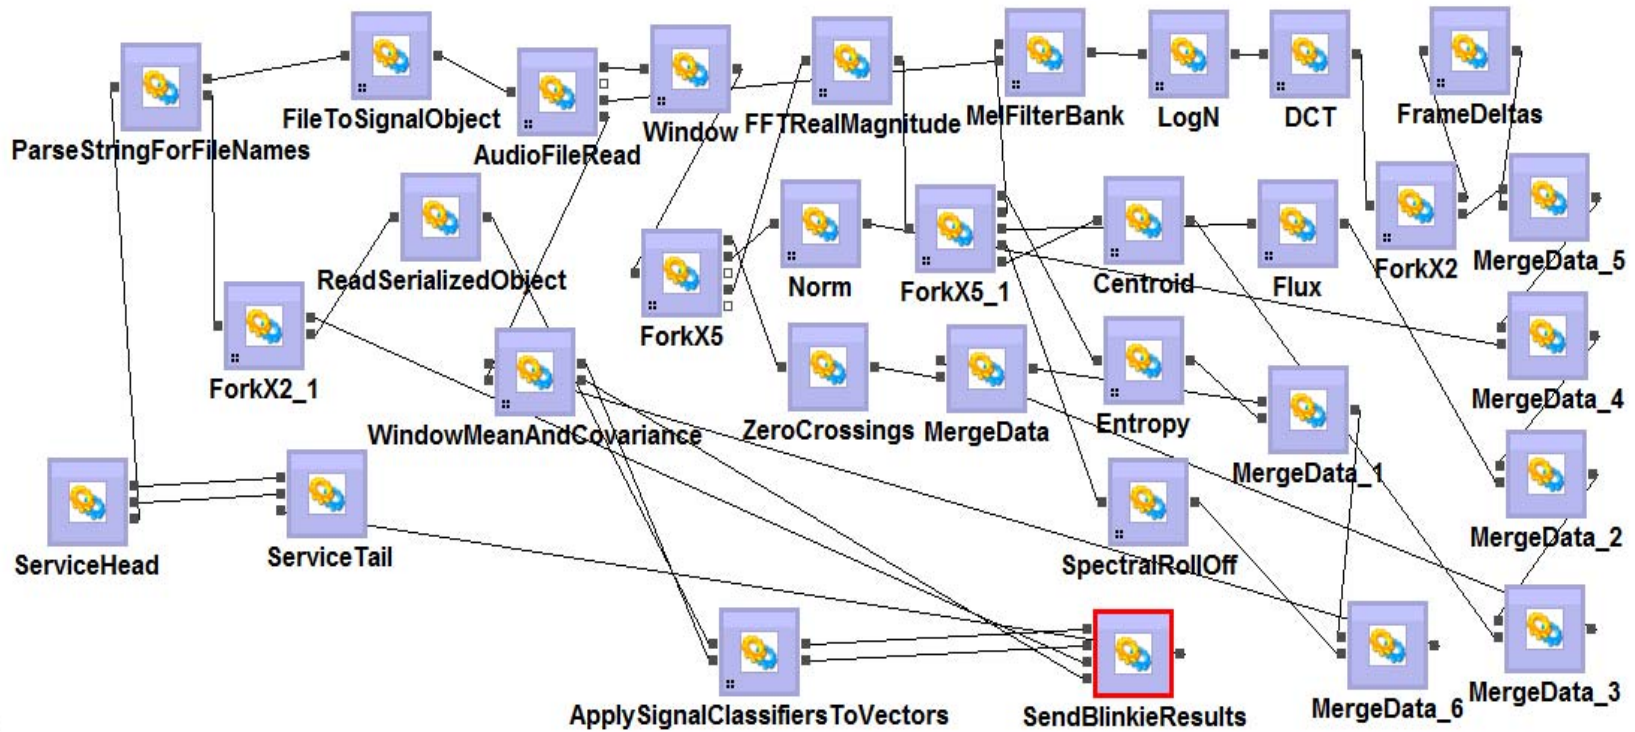 ParseStringForFileNames
FileToSignalObject
AudioFileRead
Window
FFTRealMagnitude
MelFilterBank
LogN
DCT
FrameDeltas
ReadSerializedObject
ForkX5
Norm
ForkX5_1
Centroid
Flux
ForkX2
MergeData_5
ForkX2_1
WindowMeanAndCovariance
ZeroCrossings
MergeData
Entropy
MergeData_1
MergeData_4
ServiceHead
ServiceTail
SpectralRollOff
MergeData_2
ApplySignalClassifiersToVectors
SendBlinkieResults
MergeData_6
MergeData_3